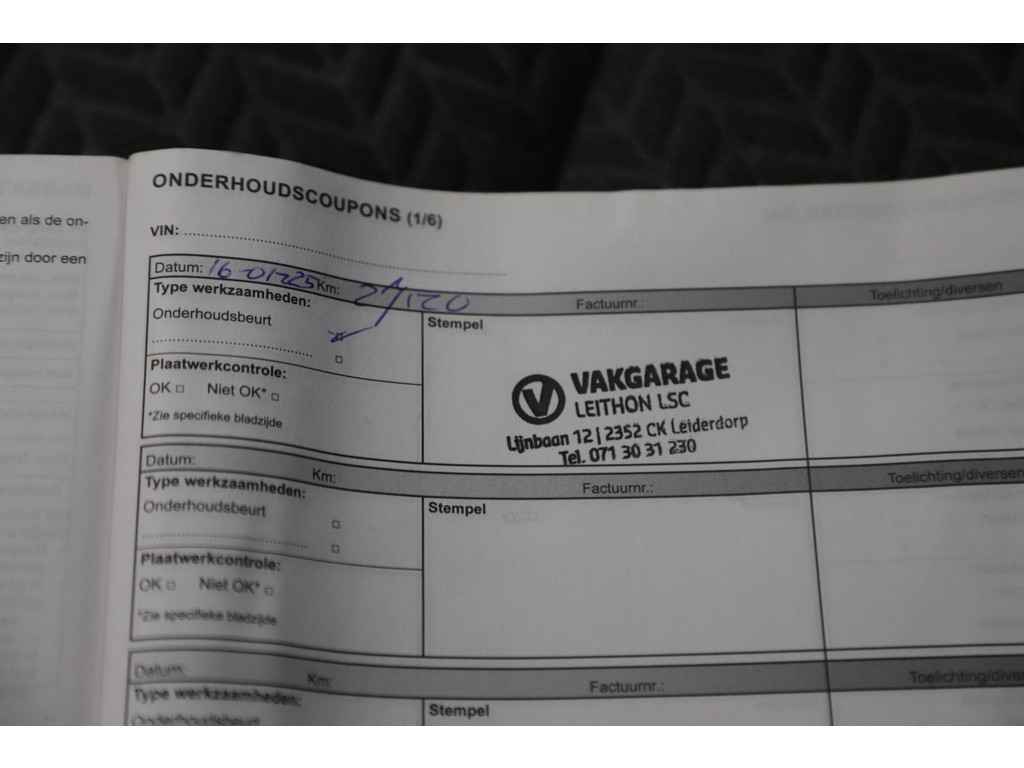 en als de on-
zijn door een
ONDERHOUDSCOUPONS (1/6)
VIN:
Datum: 16-01-2025 Km: Factuurnr.: Toelichting/diversen
Type werkzaamheden:
Onderhoudsbeurt
Stempel
Plaatwerkcontrole:
OK Niet OK*
*Zie specifieke bladzijde
VAKGARAGE
LEITHON LSC
Lijnbaan 12 | 2352 CK Leiderdorp
Tel. 071 30 31 230
Datum: Km: Factuurnr.: Toelichting/diversen
Type werkzaamheden:
Onderhoudsbeurt
Stempel
Plaatwerkcontrole:
OK Niet OK*
*Zie specifieke bladzijde
Datum: Km: Factuurnr.: Toelichting/diversen
Type werkzaamheden:
Onderhoudsbeurt
Stempel